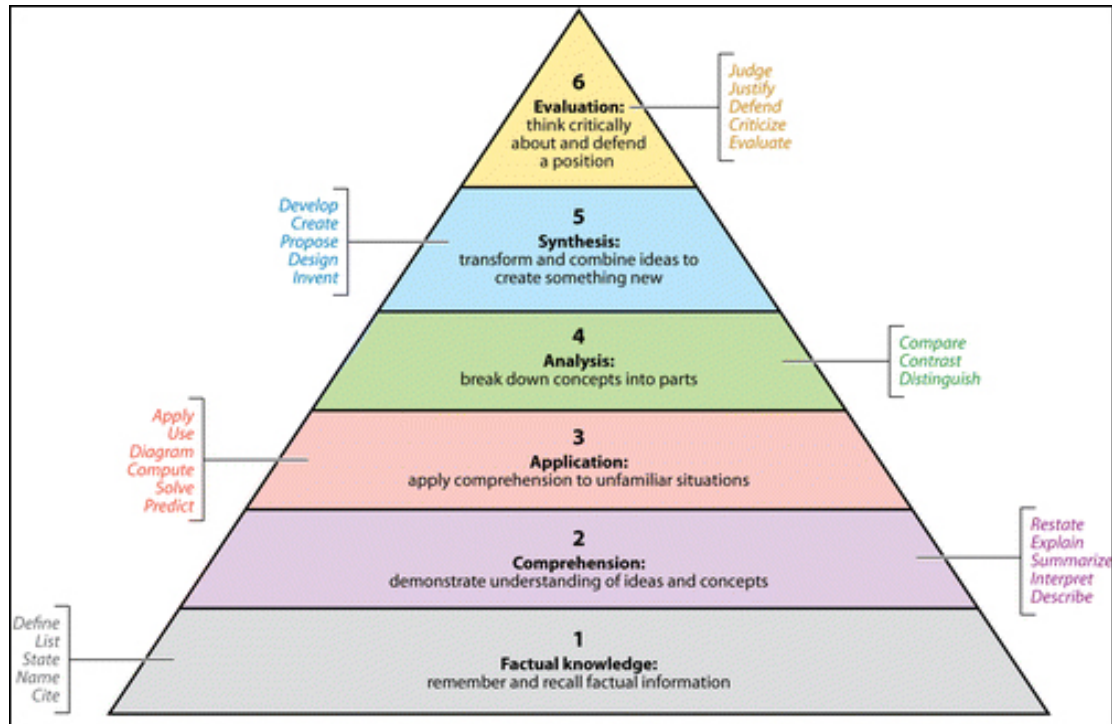 6
Evaluation:
think critically
about and defend
a position
Judge
Justify
Defend
Criticize
Evaluate
Develop
Create
Propose
Design
Invent
5
Synthesis:
transform and combine ideas to
create something new
4
Analysis:
break down concepts into parts
Compare
Contrast
Distinguish
Apply
Use
Diagram
Compute
Solve
Predict
3
Application:
apply comprehension to unfamiliar situations
2
Comprehension:
demonstrate understanding of ideas and concepts
Restate
Explain
Summarize
Interpret
Describe
Define
List
State
Name
Cite
1
Factual knowledge:
remember and recall factual information